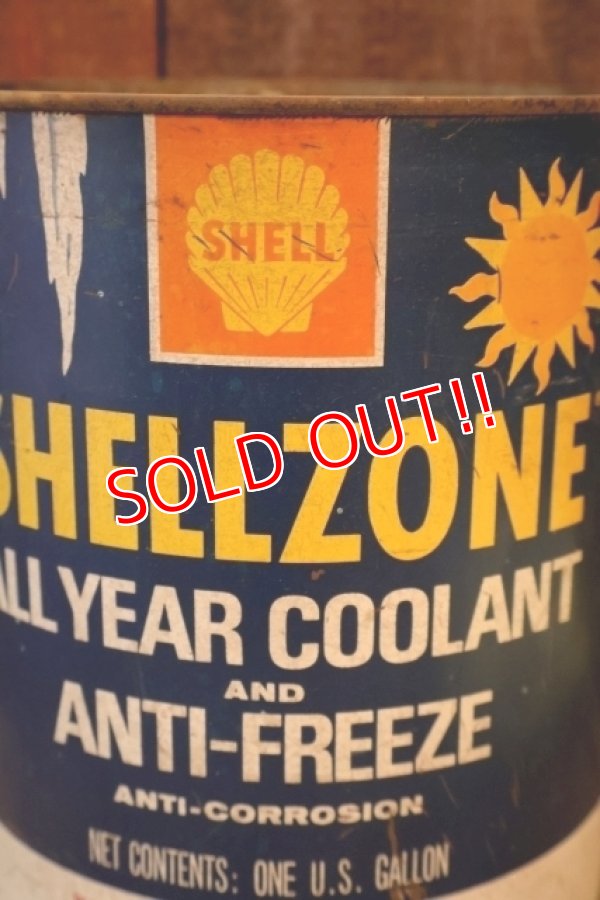 SHELL
SHELLZONE
SOLD OUT!!
ALL YEAR COOLANT
AND
ANTI-FREEZE
ANTI-CORROSION
NET CONTENTS: ONE U.S. GALLON